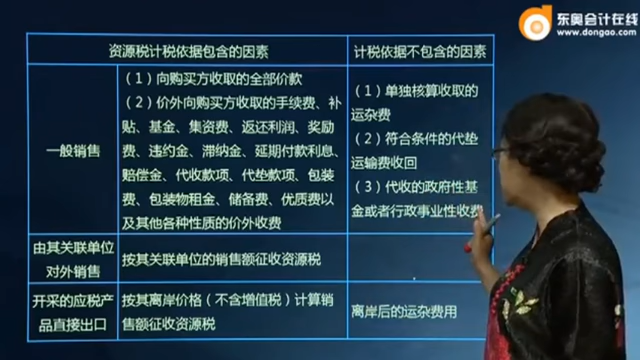 东奥会计在线
www.dongao.com
资源税计税依据包含的因素
计税依据不包含的因素
一般销售
（1）向购买方收取的全部价款
（2）价外向购买方收取的手续费、补
贴、基金、集资费、返还利润、奖励
费、违约金、滞纳金、延期付款利息、
赔偿金、代收款项、代垫款项、包装
费、包装物租金、储备费、优质费以
及其他各种性质的价外收费
（1）单独核算收取的
运杂费
（2）符合条件的代垫
运输费收回
（3）代收的政府性基
金或者行政事业性收费
由其关联单位
对外销售
按其关联单位的销售额征收资源税
开采的应税产
品直接出口
按其离岸价格（不含增值税）计算销
售额征收资源税
离岸后的运杂费用